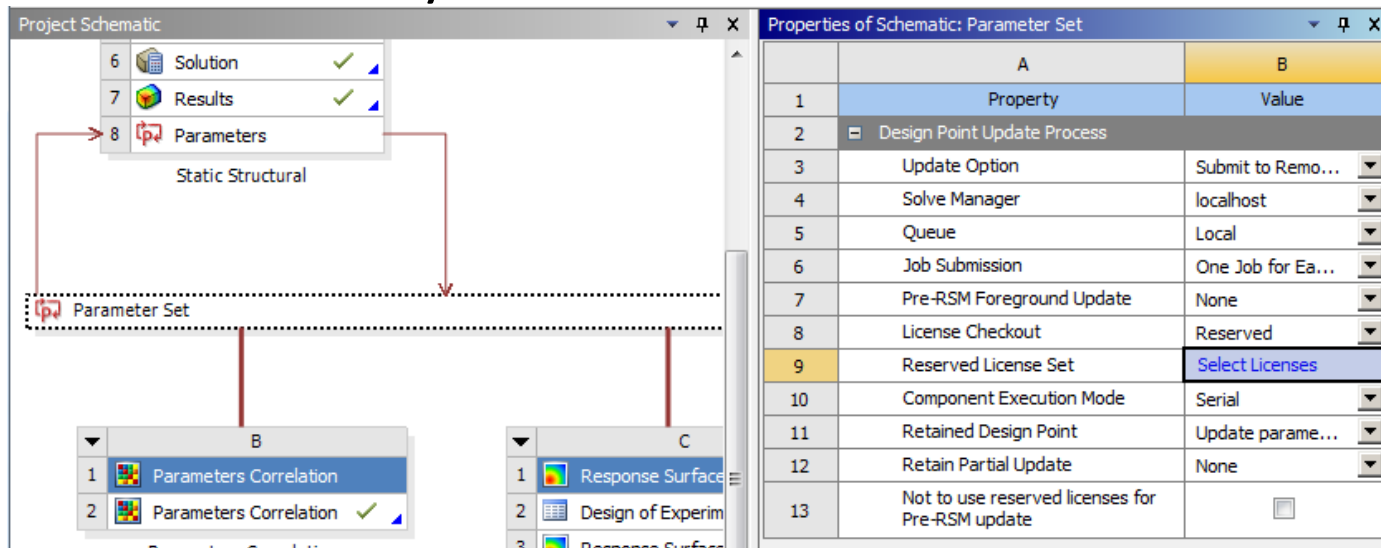 Project Schematic
6 Solution
7 Results
8 Parameters
Static Structural
Parameter Set
B
1 Parameters Correlation
2 Parameters Correlation
C
1 Response Surface
2 Design of Experim
3 Response Surface
Properties of Schematic: Parameter Set
A B
1 Property Value
2 Design Point Update Process
3 Update Option Submit to Remo...
4 Solve Manager localhost
5 Queue Local
6 Job Submission One Job for Ea...
7 Pre-RSM Foreground Update None
8 License Checkout Reserved
9 Reserved License Set Select Licenses
10 Component Execution Mode Serial
11 Retained Design Point Update parame...
12 Retain Partial Update None
13 Not to use reserved licenses for
Pre-RSM update